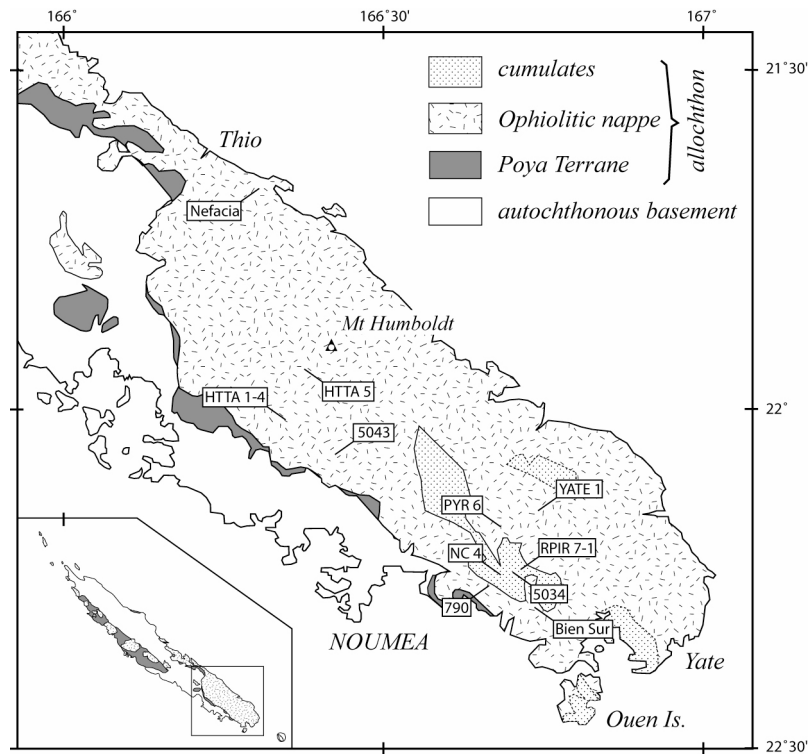 166˚
166˚30'
167˚
21˚30'
cumulates
Ophiolitic nappe
Poya Terrane
allochthon
autochthonous basement
Thio
Nefacia
Mt Humboldt
HTTA 1-4
HTTA 5
22˚
5043
YATE 1
PYR 6
NC 4
RPIR 7-1
5034
790
Bien Sur
NOUMEA
Yate
Ouen Is.
22˚30'